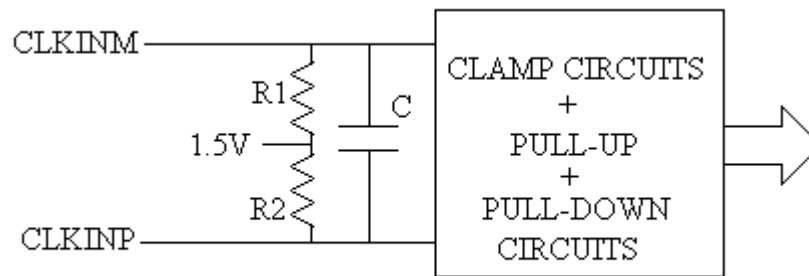 CLKINM
R1
C
1.5V
R2
CLKINP
CLAMP CIRCUITS
+
PULL-UP
+
PULL-DOWN
CIRCUITS